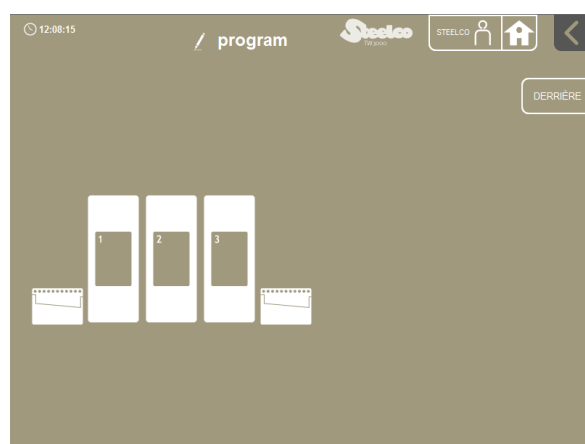 12:08:15
program
Steelco
STEELCO
DERRIÈRE
1
2
3